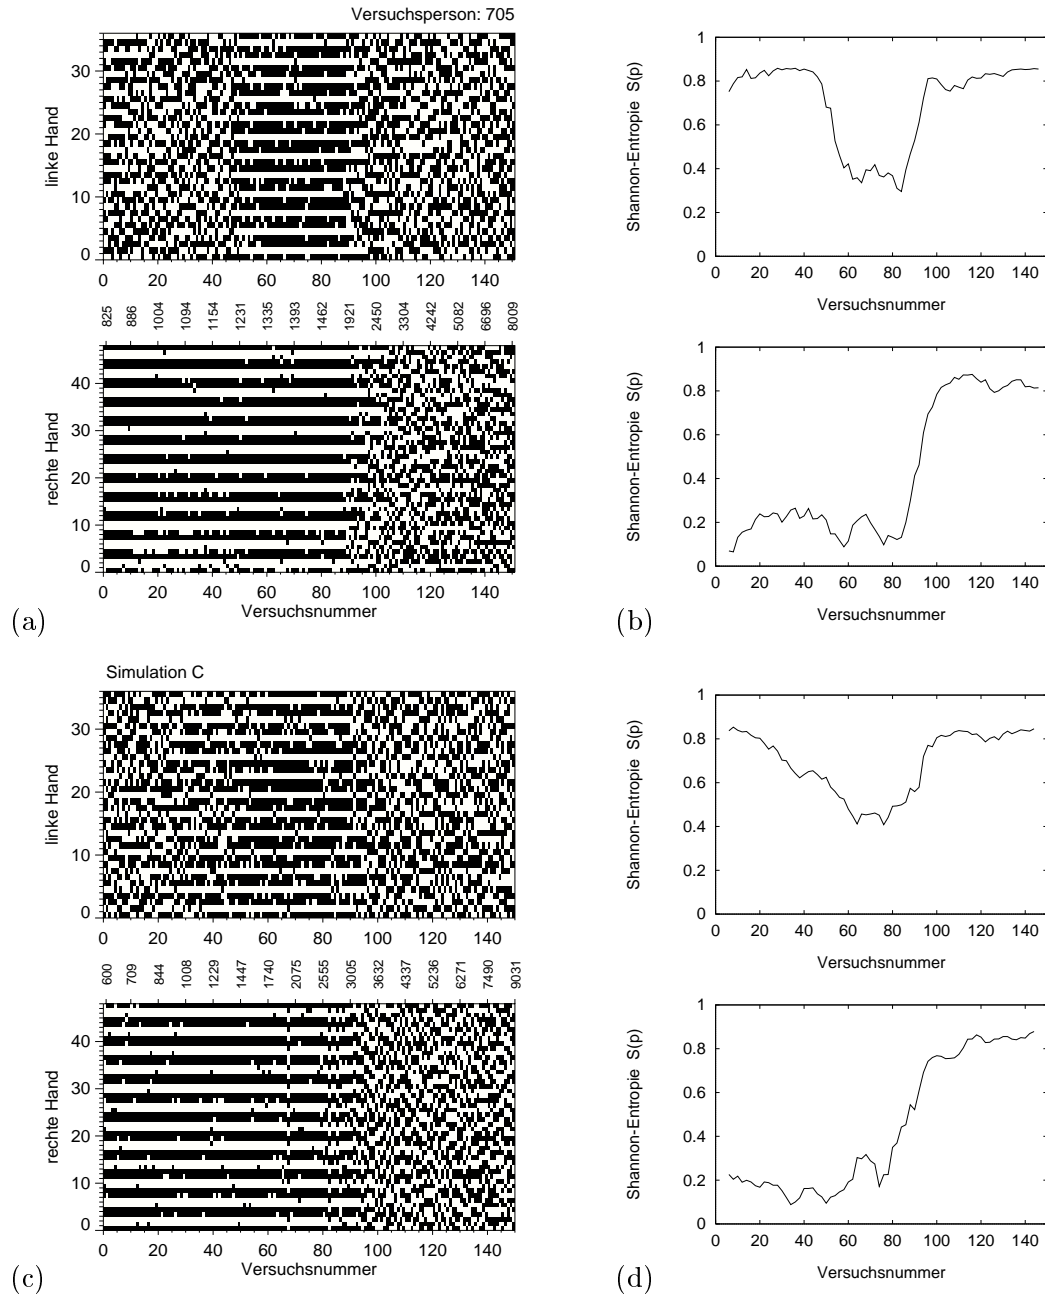 Versuchsperson: 705
linke Hand
30
20
10
0
0 20 40 60 80 100 120 140
825 886 1004 1094 1154 1231 1335 1393 1462 1921 2450 3304 4242 5082 6696 8009
rechte Hand
40
30
20
10
0
0 20 40 60 80 100 120 140
Versuchsnummer
(a)
Shannon-Entropie S(p)
1
0.8
0.6
0.4
0.2
0
0 20 40 60 80 100 120 140
Versuchsnummer
Shannon-Entropie S(p)
1
0.8
0.6
0.4
0.2
0
0 20 40 60 80 100 120 140
Versuchsnummer
(b)
Simulation C
linke Hand
30
20
10
0
0 20 40 60 80 100 120 140
600 709 844 1008 1229 1447 1740 2075 2555 3005 3632 4337 5236 6271 7490 9031
rechte Hand
40
30
20
10
0
0 20 40 60 80 100 120 140
Versuchsnummer
(c)
Shannon-Entropie S(p)
1
0.8
0.6
0.4
0.2
0
0 20 40 60 80 100 120 140
Versuchsnummer
Shannon-Entropie S(p)
1
0.8
0.6
0.4
0.2
0
0 20 40 60 80 100 120 140
Versuchsnummer
(d)